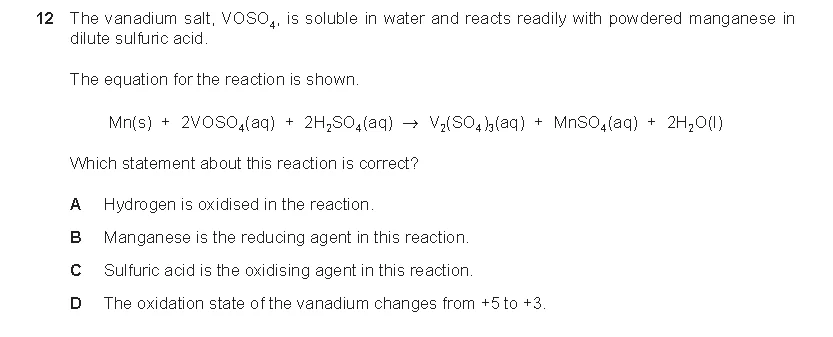 12 The vanadium salt, VOSO₄, is soluble in water and reacts readily with powdered manganese in
dilute sulfuric acid.
The equation for the reaction is shown.
Mn(s) + 2VOSO₄(aq) + 2H₂SO₄(aq) → V₂(SO₄)₃(aq) + MnSO₄(aq) + 2H₂O(l)
Which statement about this reaction is correct?
A Hydrogen is oxidised in the reaction.
B Manganese is the reducing agent in this reaction.
C Sulfuric acid is the oxidising agent in this reaction.
D The oxidation state of the vanadium changes from +5 to +3.